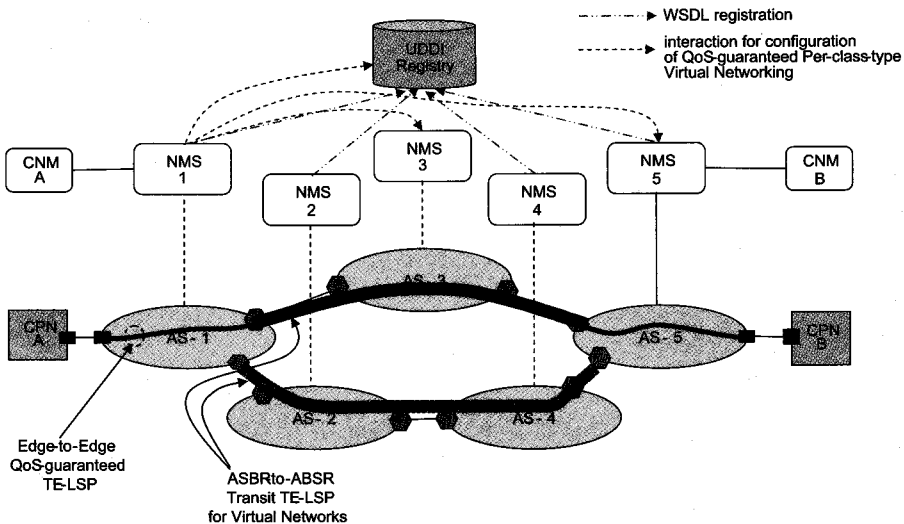 WSDL registration
interaction for configuration
of QoS-guaranteed Per-class-type
Virtual Networking
UDDI
Registry
CNM
A
NMS
1
NMS
2
NMS
3
NMS
4
NMS
5
CNM
B
CPN
A
AS - 1
AS - 3
AS - 5
CPN
B
AS - 2
AS - 4
Edge-to-Edge
QoS-guaranteed
TE-LSP
ASBRto-ABSR
Transit TE-LSP
for Virtual Networks